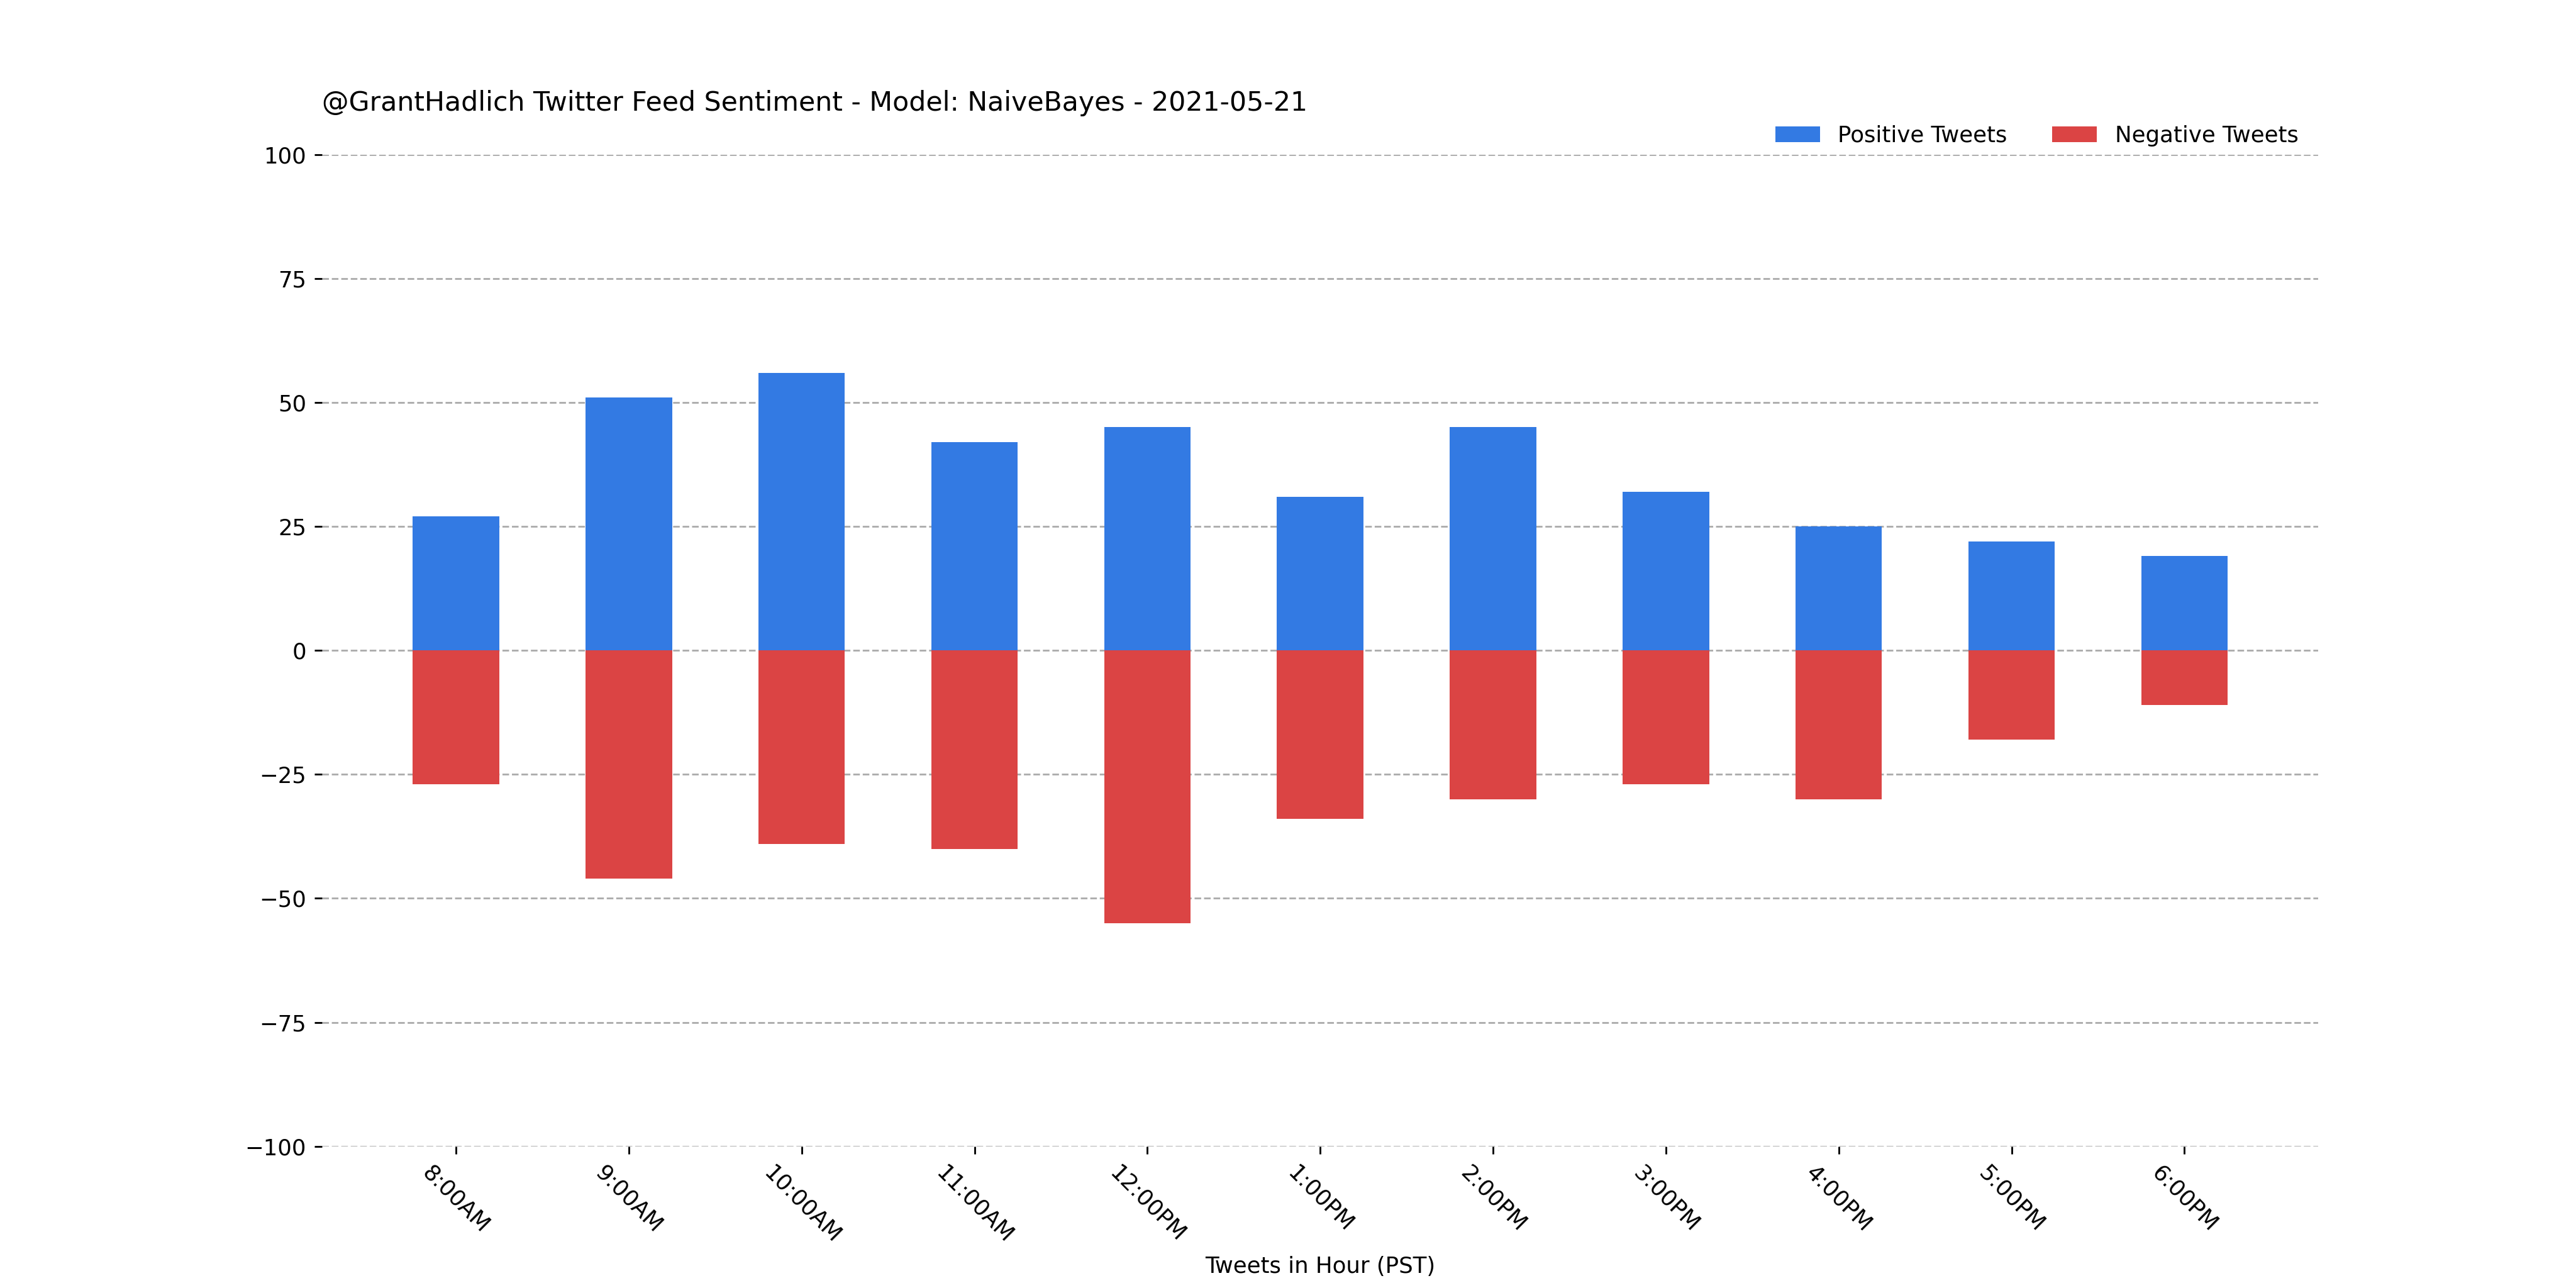 @GrantHadlich Twitter Feed Sentiment - Model: NaiveBayes - 2021-05-21
Positive Tweets
Negative Tweets
100
75
50
25
0
−25
−50
−75
−100
8:00AM
9:00AM
10:00AM
11:00AM
12:00PM
1:00PM
2:00PM
3:00PM
4:00PM
5:00PM
6:00PM
Tweets in Hour (PST)